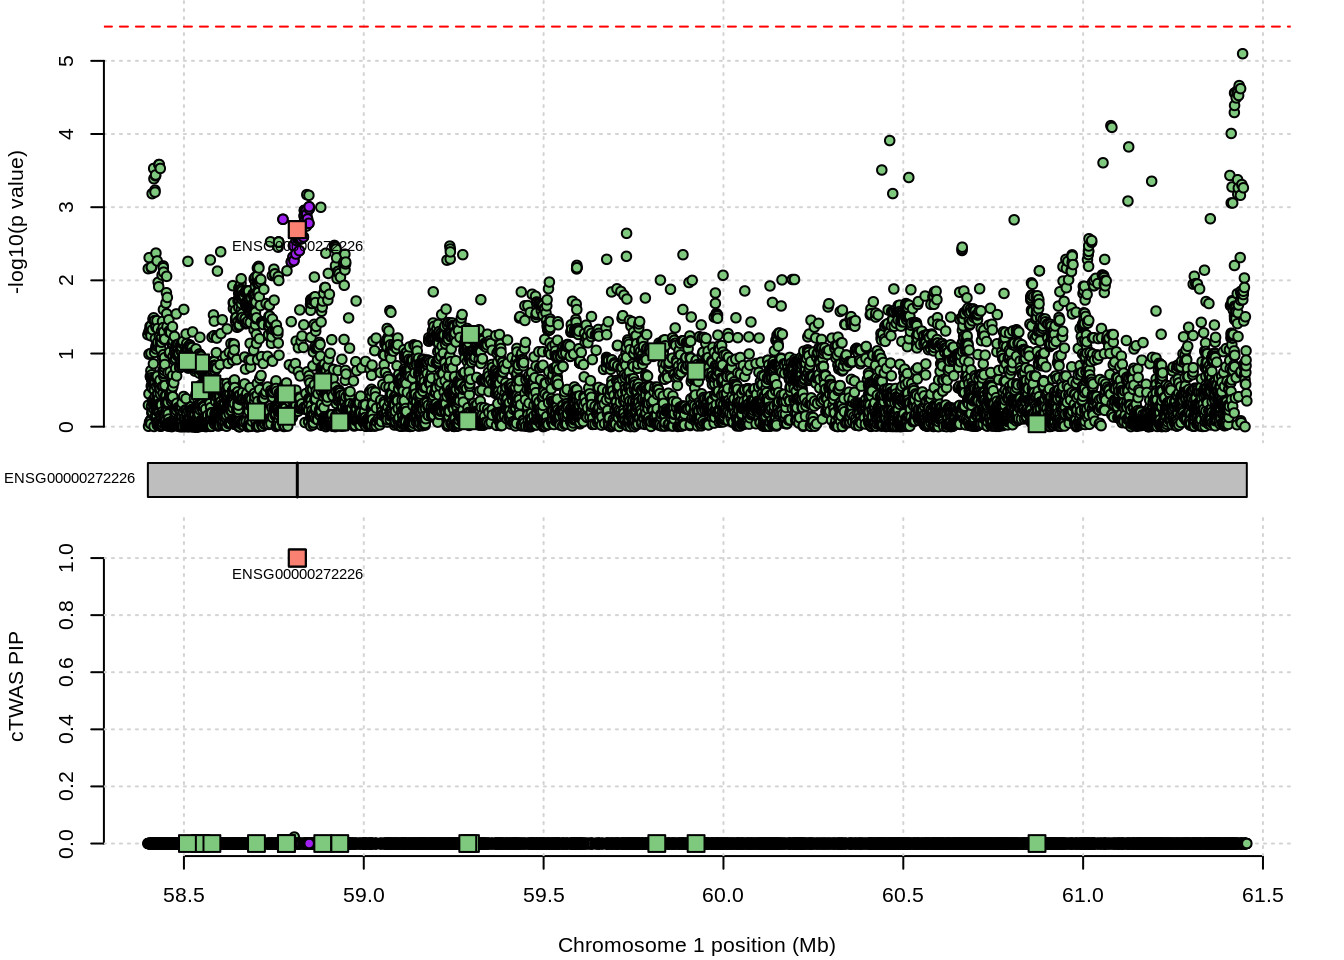 -log10(p value)
5
4
3
2
1
0
ENSG00000272226
ENSG00000272226
cTWAS PIP
1.0
0.8
0.6
0.4
0.2
0.0
ENSG00000272226
58.5 59.0 59.5 60.0 60.5 61.0 61.5
Chromosome 1 position (Mb)